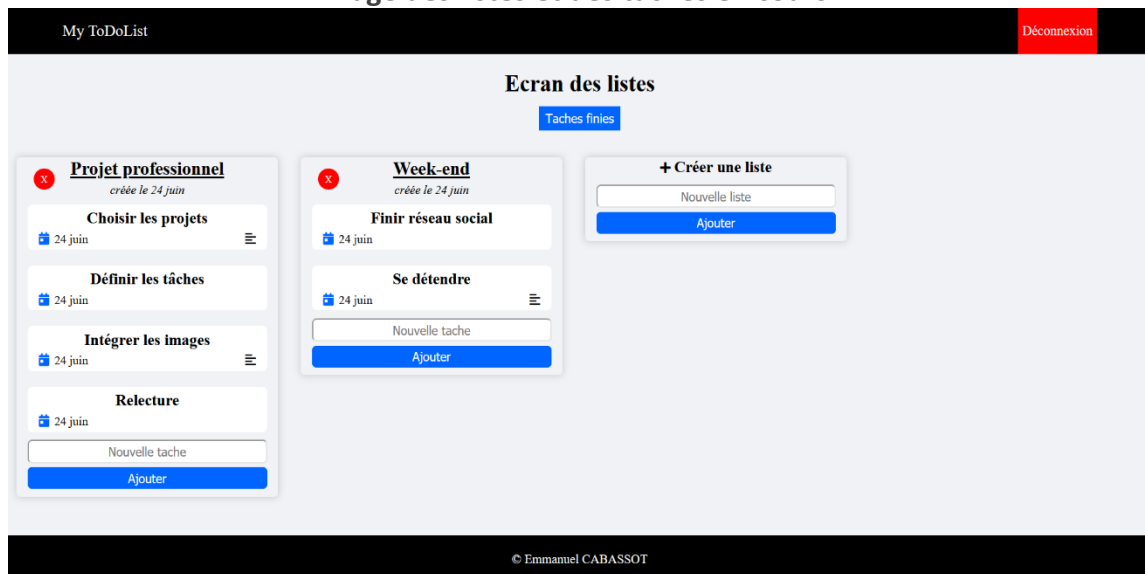 My ToDoList
Déconnexion
Ecran des listes
Taches finies
X
Projet professionnel
créée le 24 juin
Choisir les projets
24 juin
Définir les tâches
24 juin
Intégrer les images
24 juin
Relecture
24 juin
Nouvelle tache
Ajouter
X
Week-end
créée le 24 juin
Finir réseau social
24 juin
Se détendre
24 juin
Nouvelle tache
Ajouter
+ Créer une liste
Nouvelle liste
Ajouter
© Emmanuel CABASSOT